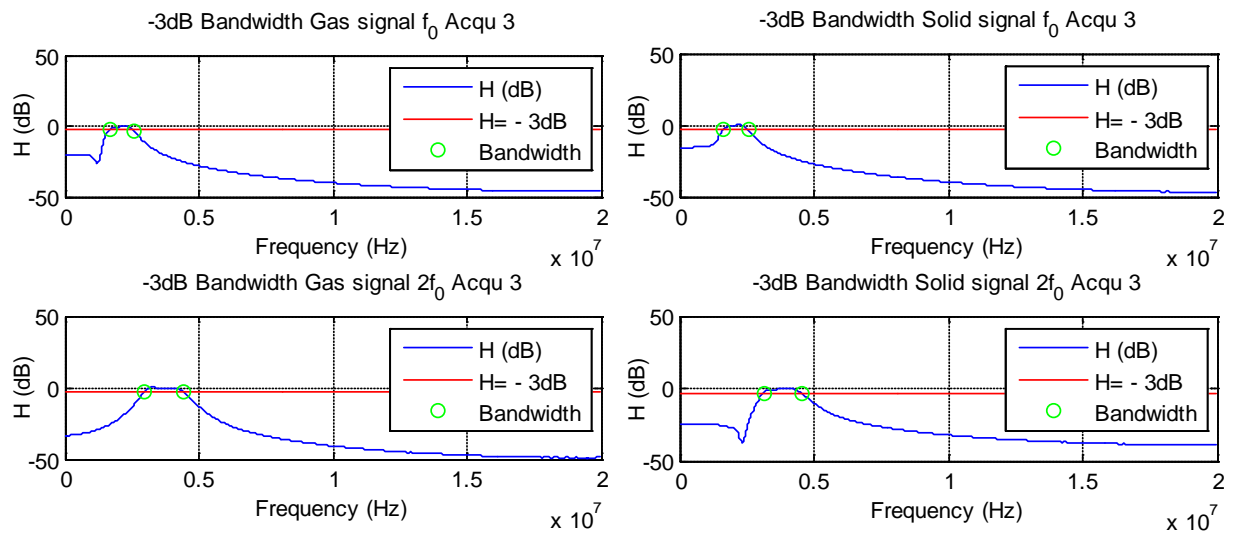 -3dB Bandwidth Gas signal f0 Acqu 3
50
0
-50
H (dB)
H (dB)
H= - 3dB
Bandwidth
0 0.5 1 1.5 2
Frequency (Hz)
x 10^7
-3dB Bandwidth Solid signal f0 Acqu 3
50
0
-50
H (dB)
H (dB)
H= - 3dB
Bandwidth
0 0.5 1 1.5 2
Frequency (Hz)
x 10^7
-3dB Bandwidth Gas signal 2f0 Acqu 3
50
0
-50
H (dB)
H (dB)
H= - 3dB
Bandwidth
0 0.5 1 1.5 2
Frequency (Hz)
x 10^7
-3dB Bandwidth Solid signal 2f0 Acqu 3
50
0
-50
H (dB)
H (dB)
H= - 3dB
Bandwidth
0 0.5 1 1.5 2
Frequency (Hz)
x 10^7